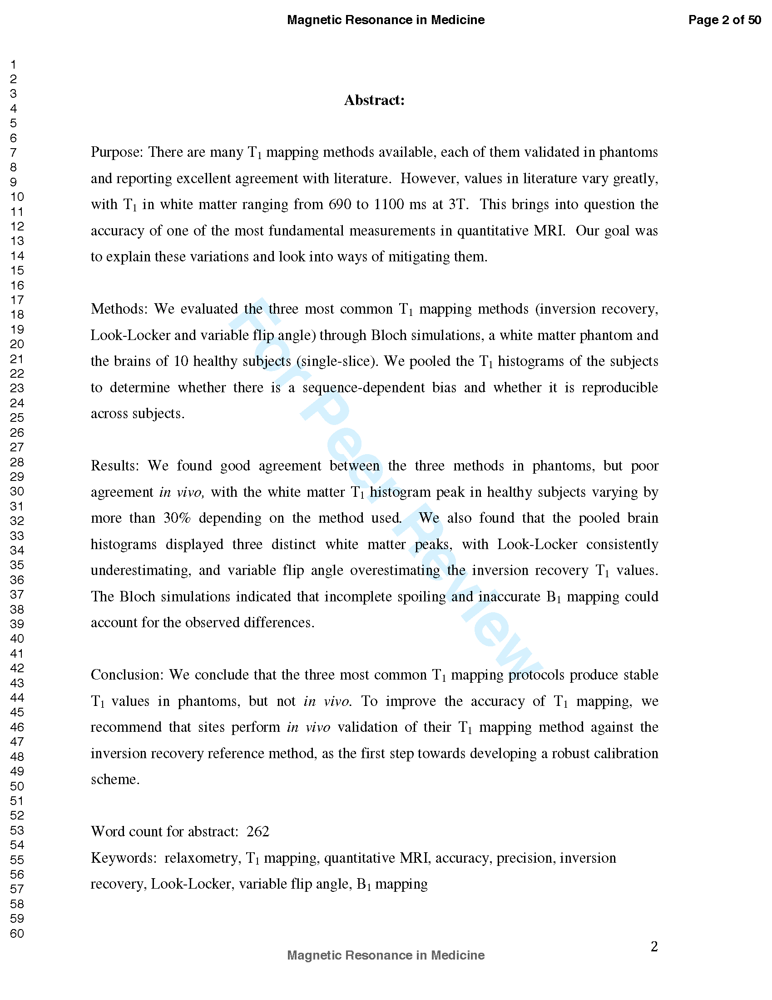 Magnetic Resonance in Medicine
Page 2 of 50
1
2
3
4
5
6
7
8
9
10
11
12
13
14
15
16
17
18
19
20
21
22
23
24
25
26
27
28
29
30
31
32
33
34
35
36
37
38
39
40
41
42
43
44
45
46
47
48
49
50
51
52
53
54
55
56
57
58
59
60
Abstract:
Purpose: There are many T₁ mapping methods available, each of them validated in phantoms
and reporting excellent agreement with literature. However, values in literature vary greatly,
with T₁ in white matter ranging from 690 to 1100 ms at 3T. This brings into question the
accuracy of one of the most fundamental measurements in quantitative MRI. Our goal was
to explain these variations and look into ways of mitigating them.
Methods: We evaluated the three most common T₁ mapping methods (inversion recovery,
Look-Locker and variable flip angle) through Bloch simulations, a white matter phantom and
the brains of 10 healthy subjects (single-slice). We pooled the T₁ histograms of the subjects
to determine whether there is a sequence-dependent bias and whether it is reproducible
across subjects.
Results: We found good agreement between the three methods in phantoms, but poor
agreement in vivo, with the white matter T₁ histogram peak in healthy subjects varying by
more than 30% depending on the method used. We also found that the pooled brain
histograms displayed three distinct white matter peaks, with Look-Locker consistently
underestimating, and variable flip angle overestimating the inversion recovery T₁ values.
The Bloch simulations indicated that incomplete spoiling and inaccurate B₁ mapping could
account for the observed differences.
Conclusion: We conclude that the three most common T₁ mapping protocols produce stable
T₁ values in phantoms, but not in vivo. To improve the accuracy of T₁ mapping, we
recommend that sites perform in vivo validation of their T₁ mapping method against the
inversion recovery reference method, as the first step towards developing a robust calibration
scheme.
Word count for abstract: 262
Keywords: relaxometry, T₁ mapping, quantitative MRI, accuracy, precision, inversion
recovery, Look-Locker, variable flip angle, B₁ mapping
For Peer Review
2
Magnetic Resonance in Medicine